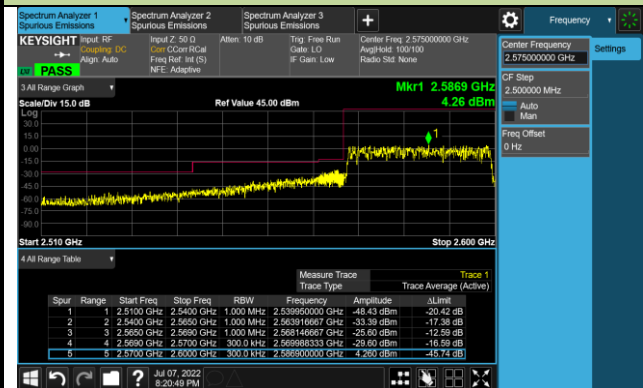 Spectrum Analyzer 1
Spurious Emissions
Spectrum Analyzer 2
Spurious Emissions
Spectrum Analyzer 3
Spurious Emissions
+
Frequency
KEYSIGHT
Input: RF
Coupling: DC
Align: Auto
Input Z: 50 Ω
Corr CCorr RCal
Freq Ref: Int (S)
NFE: Adaptive
Atten: 10 dB
Trig: Free Run
Gate: LO
IF Gain: Low
Center Freq: 2.575000000 GHz
Avg|Hold: 100/100
Radio Std: None
PASS
Center Frequency
2.575000000 GHz
Settings
CF Step
2.500000 MHz
Auto
Man
Freq Offset
0 Hz
3 All Range Graph
Mkr1 2.5869 GHz
Scale/Div 15.0 dB
Ref Value 45.00 dBm
4.26 dBm
Log
30.0
15.0
0.00
-15.0
-30.0
-45.0
-60.0
-75.0
-90.0
1
Start 2.510 GHz
Stop 2.600 GHz
4 All Range Table
Measure Trace Trace 1
Trace Type Trace Average (Active)
Spur Range Start Freq Stop Freq RBW Frequency Amplitude ΔLimit
1 1 2.5100 GHz 2.5400 GHz 1.000 MHz 2.539950000 GHz -48.43 dBm -20.42 dB
2 2 2.5400 GHz 2.5650 GHz 1.000 MHz 2.563916667 GHz -33.39 dBm -17.38 dB
3 3 2.5650 GHz 2.5690 GHz 1.000 MHz 2.568146667 GHz -25.60 dBm -12.59 dB
4 4 2.5690 GHz 2.5700 GHz 300.0 kHz 2.569988333 GHz -29.60 dBm -16.59 dB
5 5 2.5700 GHz 2.6000 GHz 300.0 kHz 2.586900000 GHz 4.260 dBm -45.74 dB
?
Jul 07, 2022
8:20:49 PM